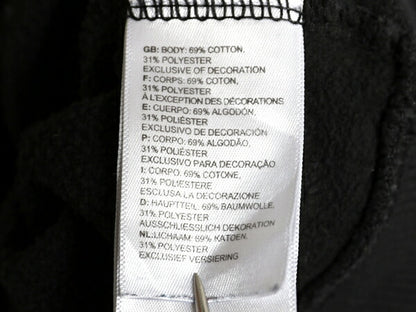 GB: BODY: 69% COTTON,
31% POLYESTER
EXCLUSIVE OF DECORATION
F: CORPS: 69% COTON,
31% POLYESTER
À L'EXCEPTION DES DÉCORATIONS
E: CUERPO: 69% ALGODÓN,
31% POLIÉSTER
EXCLUSIVO DE DECORACIÓN
P: CORPO: 69% ALGODÃO,
31% POLIÉSTER
EXCLUSIVO PARA DECORAÇÃO
I: CORPO: 69% COTONE,
31% POLIESTERE
ESCLUSA LA DECORAZIONE
D: HAUPTTEIL: 69% BAUMWOLLE,
31% POLYESTER
AUSSCHLIESSLICH DEKORATION
NL: LICHAAM: 69% KATOEN,
31% POLYESTER
EXCLUSIEF VERSIERING